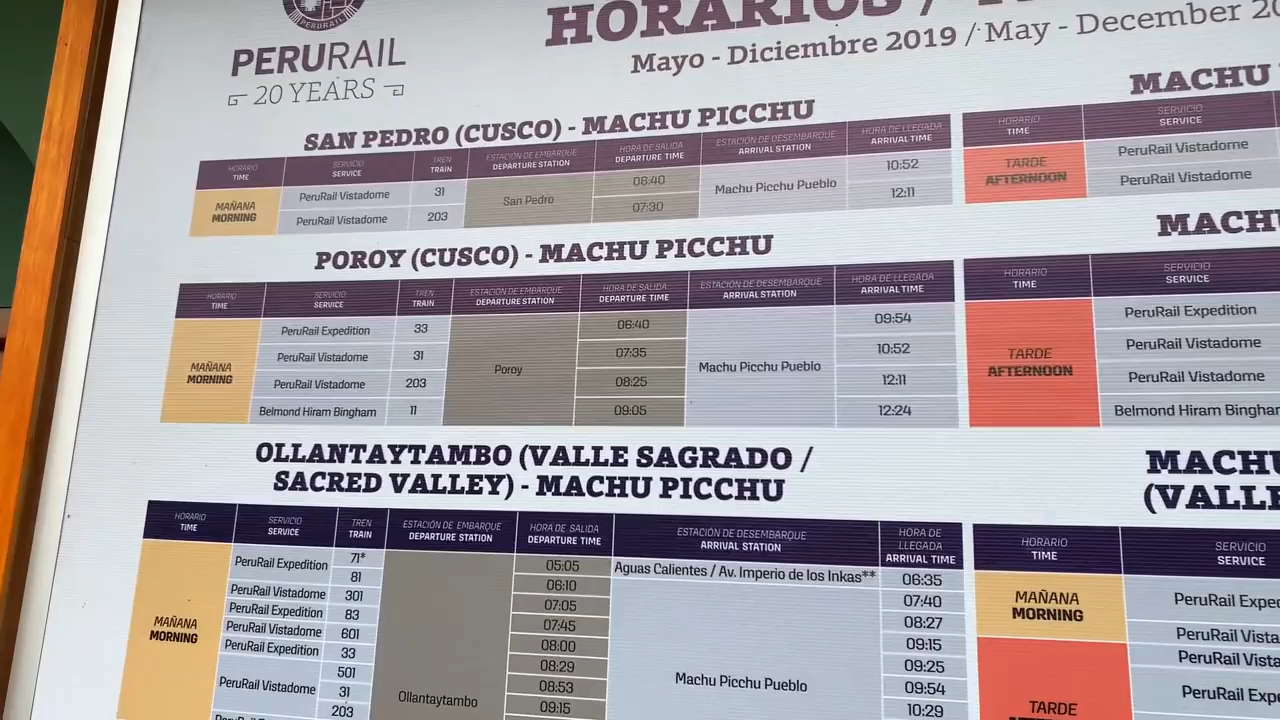 PERURAIL
PERURAIL
20 YEARS
HORARIOS /
Mayo - Diciembre 2019 / May - December
SAN PEDRO (CUSCO) - MACHU PICCHU
HORARIO TIME
SERVICIO SERVICE
TREN TRAIN
ESTACIÓN DE EMBARQUE DEPARTURE STATION
HORA DE SALIDA DEPARTURE TIME
ESTACIÓN DE DESEMBARQUE ARRIVAL STATION
HORA DE LLEGADA ARRIVAL TIME
MAÑANA MORNING
PeruRail Vistadome 31 San Pedro 06:40 Machu Picchu Pueblo 10:52
PeruRail Vistadome 203 07:30 12:11
MACHU
HORARIO TIME
SERVICIO SERVICE
TARDE AFTERNOON
PeruRail Vistadome
PeruRail Vistadome
POROY (CUSCO) - MACHU PICCHU
HORARIO TIME
SERVICIO SERVICE
TREN TRAIN
ESTACIÓN DE EMBARQUE DEPARTURE STATION
HORA DE SALIDA DEPARTURE TIME
ESTACIÓN DE DESEMBARQUE ARRIVAL STATION
HORA DE LLEGADA ARRIVAL TIME
MAÑANA MORNING
PeruRail Expedition 33 Poroy 06:40 Machu Picchu Pueblo 09:54
PeruRail Vistadome 31 07:35 10:52
PeruRail Vistadome 203 08:25 12:11
Belmond Hiram Bingham 11 09:05 12:24
MACH
HORARIO TIME
SERVICIO SERVICE
TARDE AFTERNOON
PeruRail Expedition
PeruRail Vistadome
PeruRail Vistadome
Belmond Hiram Bingha
OLLANTAYTAMBO (VALLE SAGRADO /
SACRED VALLEY) - MACHU PICCHU
HORARIO TIME
SERVICIO SERVICE
TREN TRAIN
ESTACIÓN DE EMBARQUE DEPARTURE STATION
HORA DE SALIDA DEPARTURE TIME
ESTACIÓN DE DESEMBARQUE ARRIVAL STATION
HORA DE LLEGADA ARRIVAL TIME
MAÑANA MORNING
PeruRail Expedition 71* 05:05 Aguas Calientes / Av. Imperio de los Inkas** 06:35
81 06:10 07:40
PeruRail Vistadome 301 07:05 08:27
PeruRail Expedition 83 07:45 09:15
PeruRail Vistadome 601 08:00 09:25
PeruRail Expedition 33 08:29 09:54
PeruRail Vistadome 501 08:53 10:29
31 09:15
203
Ollantaytambo
Machu Picchu Pueblo
MACHU
(VALL
HORARIO TIME
SERVICIO SERVICE
MAÑANA MORNING
PeruRail Expe
PeruRail Vista
TARDE
PeruRail Vista
PeruRail Expe